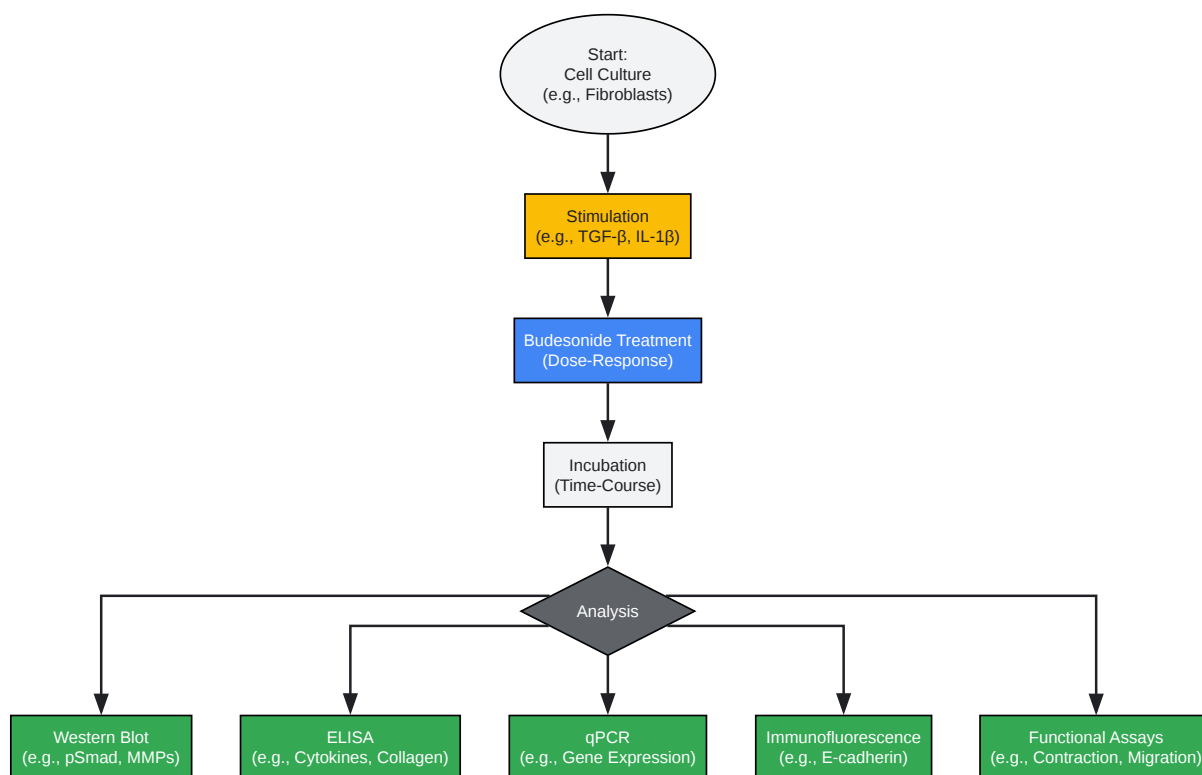 Start:
Cell Culture
(e.g., Fibroblasts)
Stimulation
(e.g., TGF-β, IL-1β)
Budesonide Treatment
(Dose-Response)
Incubation
(Time-Course)
Analysis
Western Blot
(e.g., pSmad, MMPs)
ELISA
(e.g., Cytokines, Collagen)
qPCR
(e.g., Gene Expression)
Immunofluorescence
(e.g., E-cadherin)
Functional Assays
(e.g., Contraction, Migration)